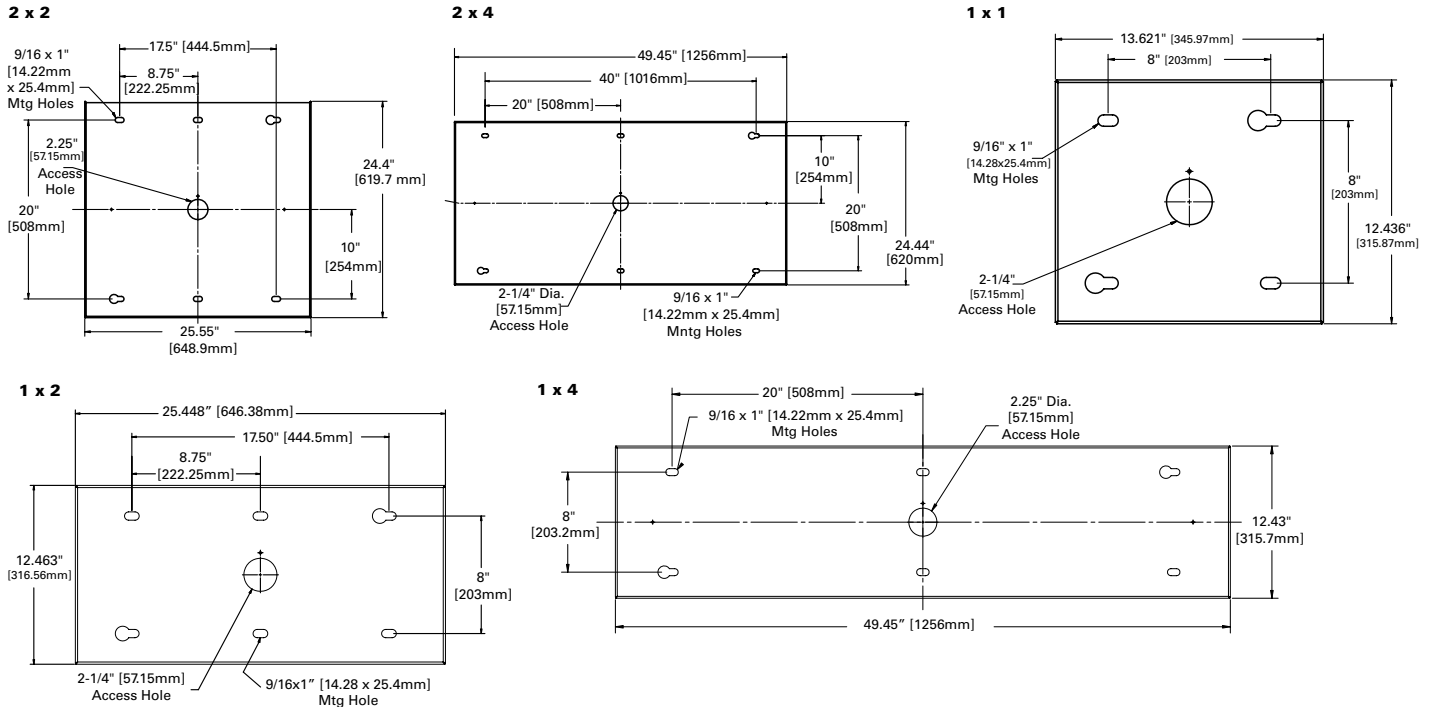 2 x 2
17.5" [444.5mm]
9/16 x 1"
[14.22mm
x 25.4mm]
Mtg Holes
8.75"
[222.25mm]
2.25"
[57.15mm]
Access
Hole
20"
[508mm]
24.4"
[619.7 mm]
10"
[254mm]
25.55"
[648.9mm]
2 x 4
49.45" [1256mm]
40" [1016mm]
20" [508mm]
10"
[254mm]
20"
[508mm]
24.44"
[620mm]
2-1/4" Dia.
[57.15mm]
Access Hole
9/16 x 1"
[14.22mm x 25.4mm]
Mntg Holes
1 x 1
13.621" [345.97mm]
8" [203mm]
9/16" x 1"
[14.28x25.4mm]
Mtg Holes
8"
[203mm]
12.436"
[315.87mm]
2-1/4"
[57.15mm]
Access Hole
1 x 2
25.448” [646.38mm]
17.50" [444.5mm]
8.75"
[222.25mm]
12.463"
[316.56mm]
8"
[203mm]
2-1/4" [57.15mm]
Access Hole
9/16x1” [14.28 x 25.4mm]
Mtg Hole
1 x 4
20" [508mm]
9/16 x 1" [14.22mm x 25.4mm]
Mtg Holes
2.25" Dia.
[57.15mm]
Access Hole
8"
[203.2mm]
12.43"
[315.7mm]
49.45” [1256mm]